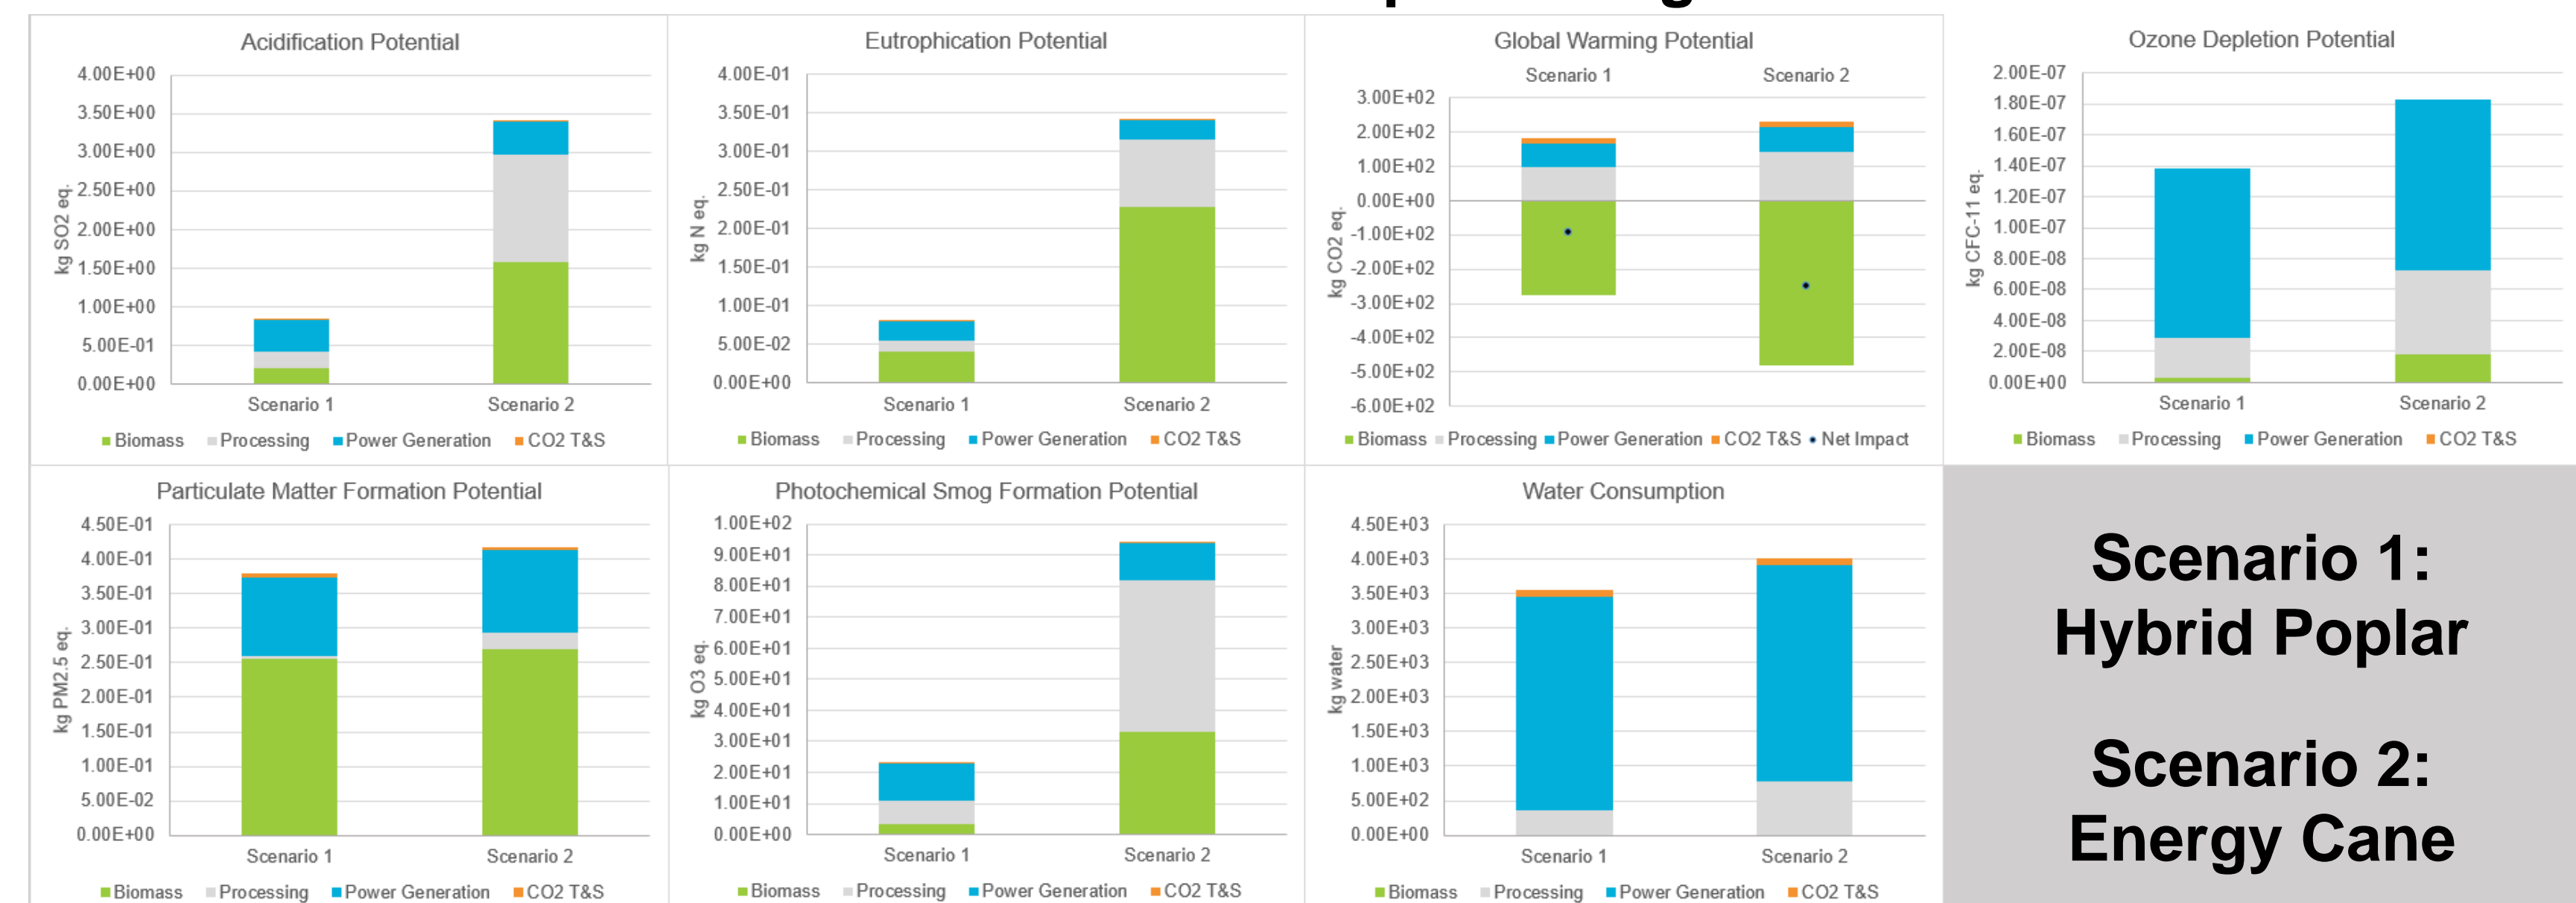 Acidification Potential
kg SO2 eq.
4.00E+00
3.50E+00
3.00E+00
2.50E+00
2.00E+00
1.50E+00
1.00E+00
5.00E-01
0.00E+00
Scenario 1 Scenario 2
Biomass Processing Power Generation CO2 T&S
Eutrophication Potential
kg N eq.
4.00E-01
3.50E-01
3.00E-01
2.50E-01
2.00E-01
1.50E-01
1.00E-01
5.00E-02
0.00E+00
Scenario 1 Scenario 2
Biomass Processing Power Generation CO2 T&S
Global Warming Potential
Scenario 1 Scenario 2
kg CO2 eq.
3.00E+02
2.00E+02
1.00E+02
0.00E+00
-1.00E+02
-2.00E+02
-3.00E+02
-4.00E+02
-5.00E+02
-6.00E+02
Biomass Processing Power Generation CO2 T&S Net Impact
Ozone Depletion Potential
kg CFC-11 eq.
2.00E-07
1.80E-07
1.60E-07
1.40E-07
1.20E-07
1.00E-07
8.00E-08
6.00E-08
4.00E-08
2.00E-08
0.00E+00
Scenario 1 Scenario 2
Biomass Processing Power Generation CO2 T&S
Particulate Matter Formation Potential
kg PM2.5 eq.
4.50E-01
4.00E-01
3.50E-01
3.00E-01
2.50E-01
2.00E-01
1.50E-01
1.00E-01
5.00E-02
0.00E+00
Scenario 1 Scenario 2
Biomass Processing Power Generation CO2 T&S
Photochemical Smog Formation Potential
kg O3 eq.
1.00E+02
9.00E+01
8.00E+01
7.00E+01
6.00E+01
5.00E+01
4.00E+01
3.00E+01
2.00E+01
1.00E+01
0.00E+00
Scenario 1 Scenario 2
Biomass Processing Power Generation CO2 T&S
Water Consumption
kg water
4.50E+03
4.00E+03
3.50E+03
3.00E+03
2.50E+03
2.00E+03
1.50E+03
1.00E+03
5.00E+02
0.00E+00
Scenario 1 Scenario 2
Biomass Processing Power Generation CO2 T&S
Scenario 1:
Hybrid Poplar
Scenario 2:
Energy Cane